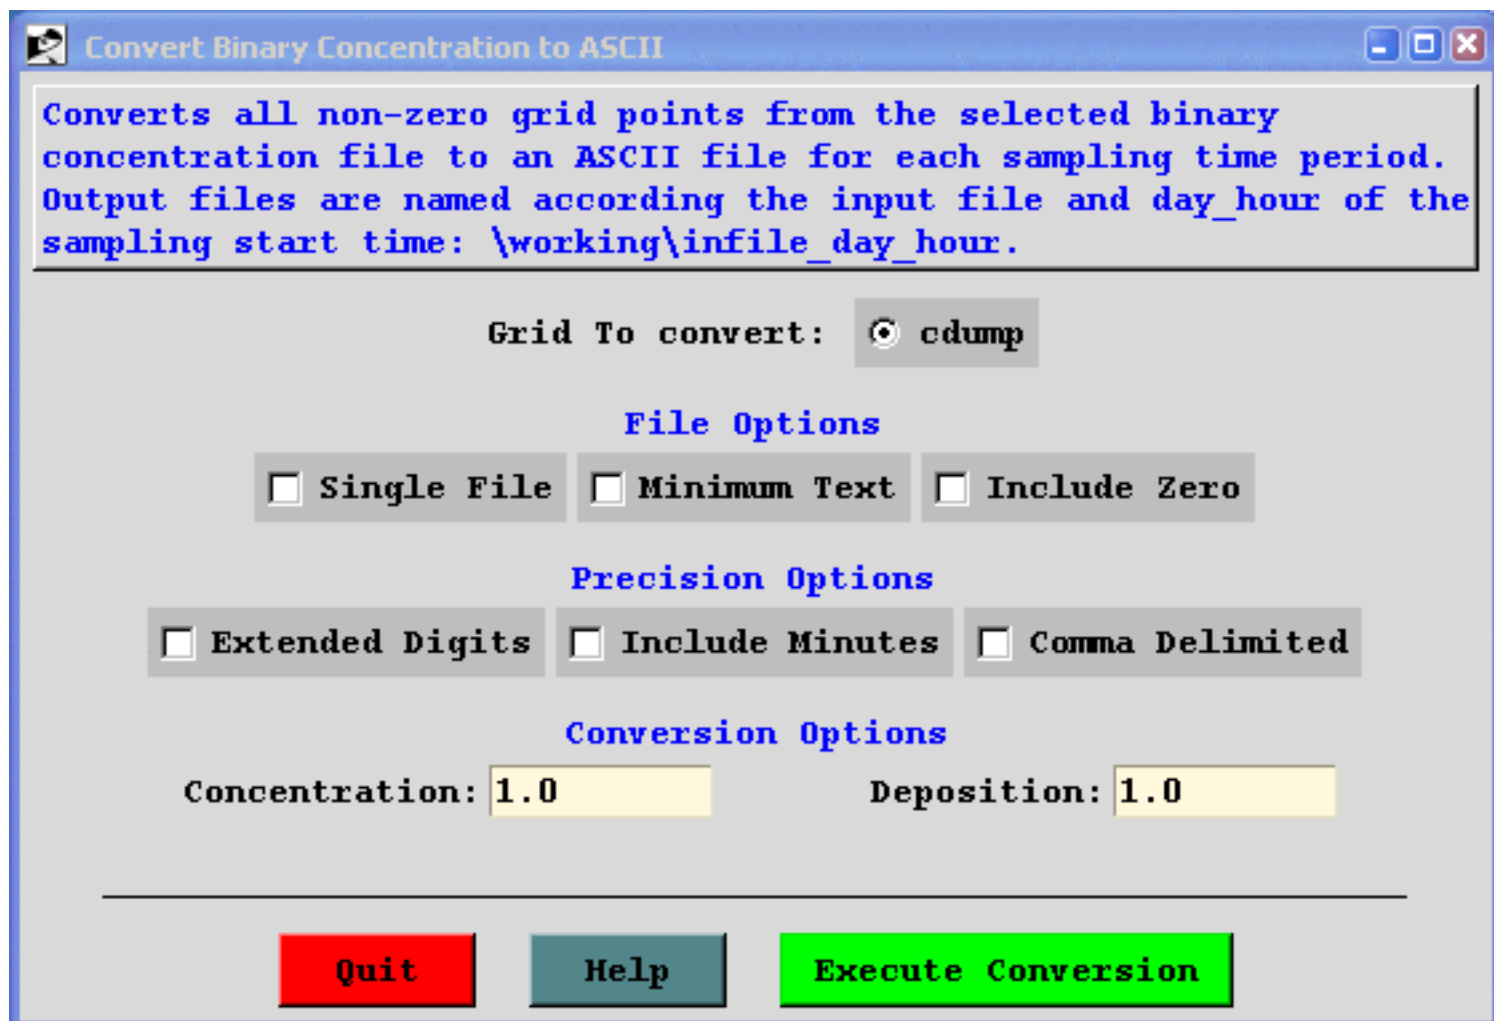 Convert Binary Concentration to ASCII
Converts all non-zero grid points from the selected binary
concentration file to an ASCII file for each sampling time period.
Output files are named according the input file and day_hour of the
sampling start time: \working\infile_day_hour.
Grid To convert: cdump
File Options
Single File Minimum Text Include Zero
Precision Options
Extended Digits Include Minutes Comma Delimited
Conversion Options
Concentration: 1.0 Deposition: 1.0
Quit Help Execute Conversion